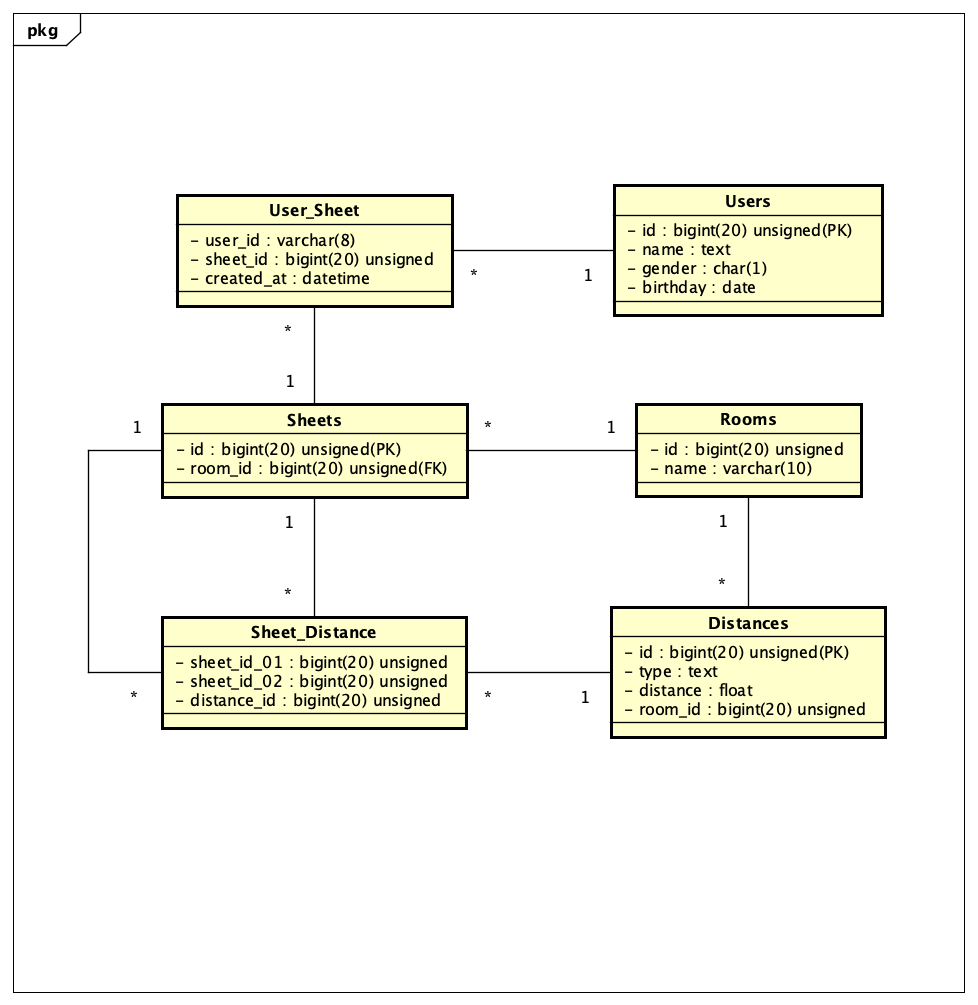 pkg
User_Sheet
- user_id : varchar(8)
- sheet_id : bigint(20) unsigned
- created_at : datetime
Users
- id : bigint(20) unsigned(PK)
- name : text
- gender : char(1)
- birthday : date
* 1
*
1
Sheets
- id : bigint(20) unsigned(PK)
- room_id : bigint(20) unsigned(FK)
Rooms
- id : bigint(20) unsigned
- name : varchar(10)
1 * 1
1 1
* *
Sheet_Distance
- sheet_id_01 : bigint(20) unsigned
- sheet_id_02 : bigint(20) unsigned
- distance_id : bigint(20) unsigned
Distances
- id : bigint(20) unsigned(PK)
- type : text
- distance : float
- room_id : bigint(20) unsigned
* * 1